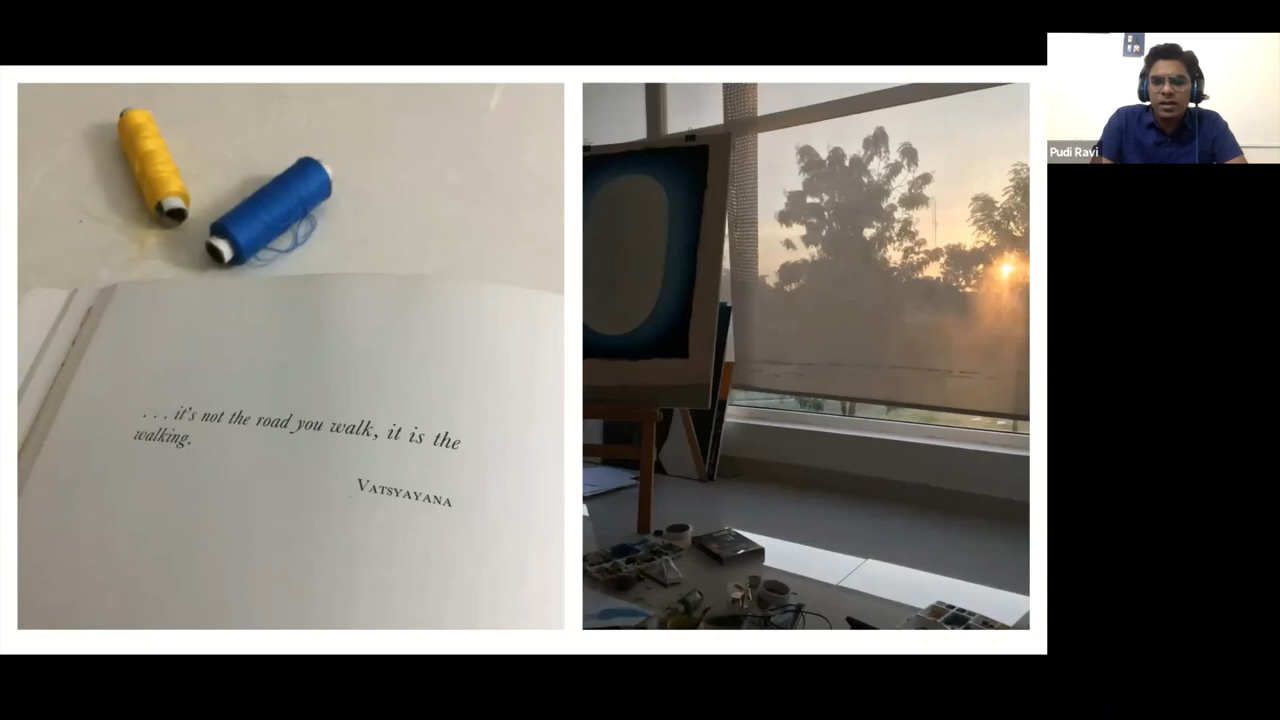 . . . it's not the road you walk, it is the
walking.
VATSYAYANA
Pudi Ravi